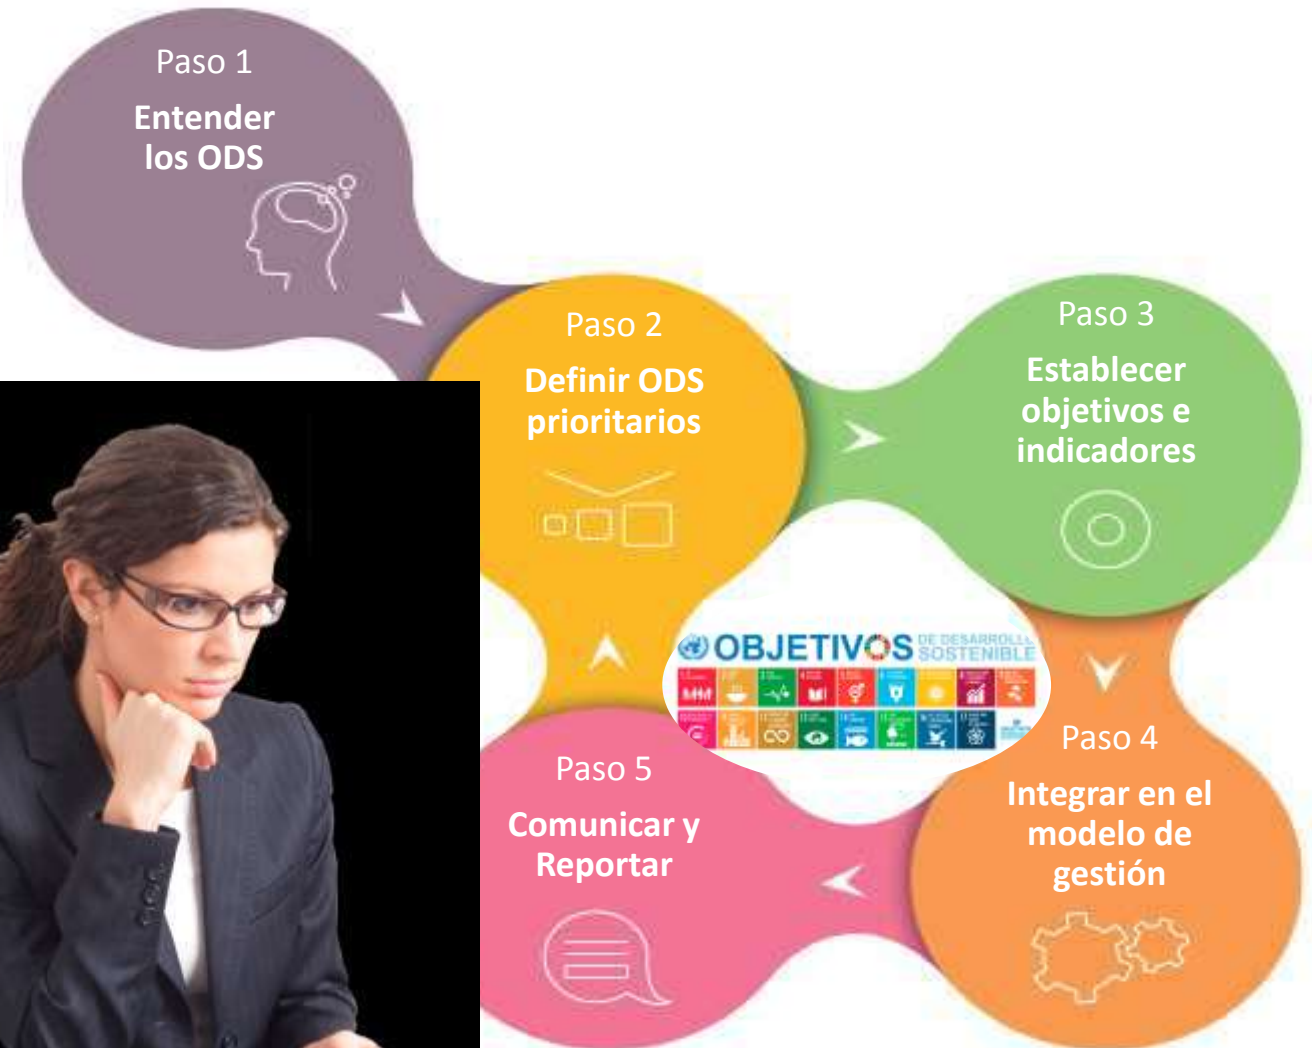 Paso 1
Entender
los ODS
Paso 2
Definir ODS
prioritarios
Paso 3
Establecer
objetivos e
indicadores
OBJETIVOS DE DESARROLLO
SOSTENIBLE
Paso 4
Integrar en el
modelo de
gestión
Paso 5
Comunicar y
Reportar